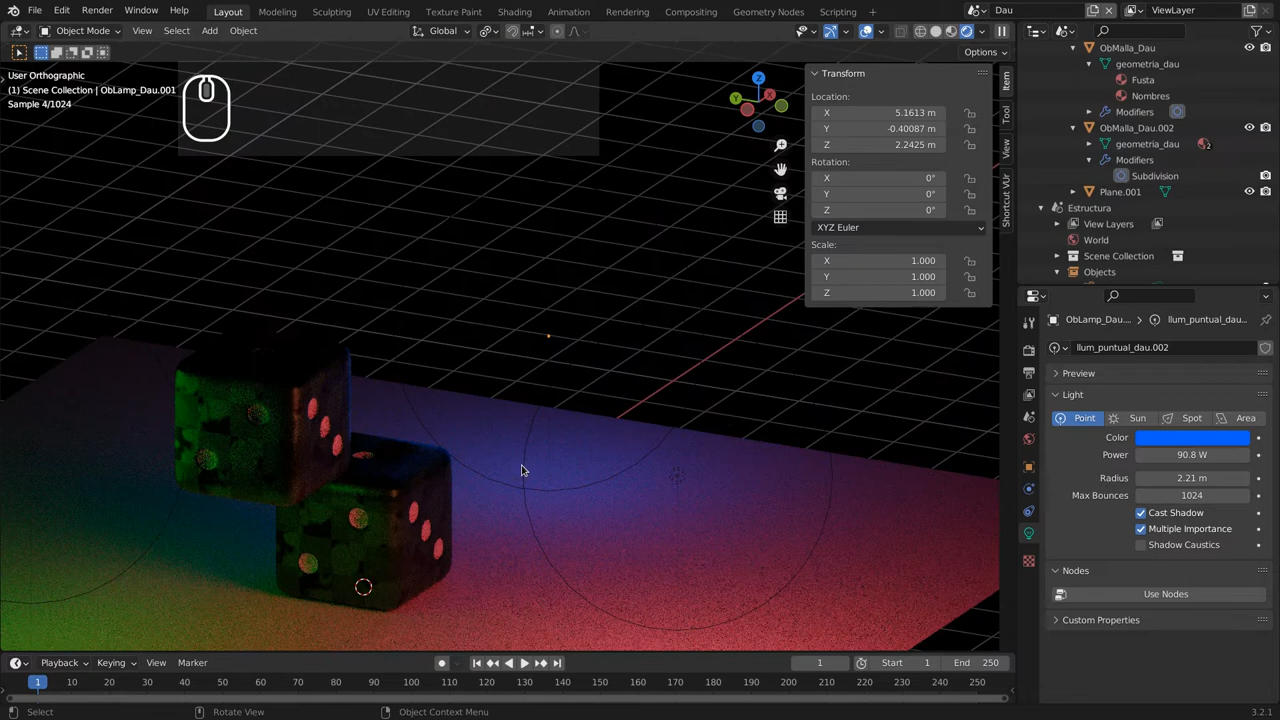 File Edit Render Window Help Layout Modeling Sculpting UV Editing Texture Paint Shading Animation Rendering Compositing Geometry Nodes Scripting Dau ViewLayer
Object Mode View Select Add Object Global
Options
User Orthographic
(1) Scene Collection | ObLamp_Dau.001
Sample 4/1024
Z
X
Y
Transform
Location:
X 5.1613 m
Y -0.40087 m
Z 2.2425 m
Rotation:
X 0°
Y 0°
Z 0°
XYZ Euler
Scale:
X 1.000
Y 1.000
Z 1.000
Item
Tool
View
Shortcut VUr
ObMalla_Dau
geometria_dau
Fusta
Nombres
Modifiers
ObMalla_Dau.002
geometria_dau 2
Modifiers
Subdivision
Plane.001
Estructura
View Layers
World
Scene Collection
Objects
ObLamp_Dau.... llum_puntual_dau...
llum_puntual_dau.002
Preview
Light
Point Sun Spot Area
Color
Power 90.8 W
Radius 2.21 m
Max Bounces 1024
Cast Shadow
Multiple Importance
Shadow Caustics
Nodes
Use Nodes
Custom Properties
Playback Keying View Marker 1 Start 1 End 250
1 10 20 30 40 50 60 70 80 90 100 110 120 130 140 150 160 170 180 190 200 210 220 230 240 250
Select Rotate View Object Context Menu 3.2.1